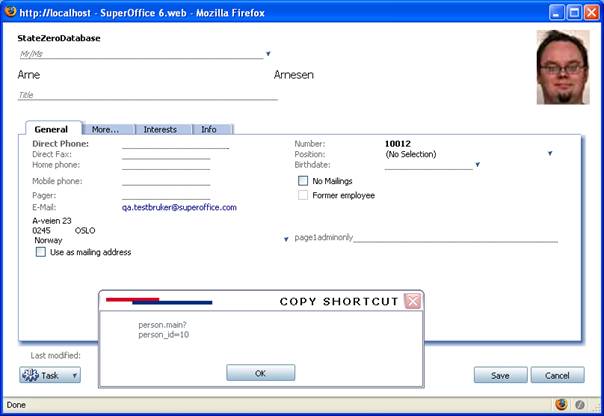 http://localhost - SuperOffice 6.web - Mozilla Firefox
StateZeroDatabase
Mr/Ms
Arne Arnesen
Title
General More... Interests Info
Direct Phone:
Direct Fax:
Home phone:
Mobile phone:
Pager:
E-Mail: qa.testbruker@superoffice.com
A-veien 23
0245 OSLO
Norway
Use as mailing address
Number: 10012
Position: (No Selection)
Birthdate:
No Mailings
Former employee
page1adminonly
COPY SHORTCUT
person.main?
person_id=10
OK
Last modified:
Task Save Cancel
Done